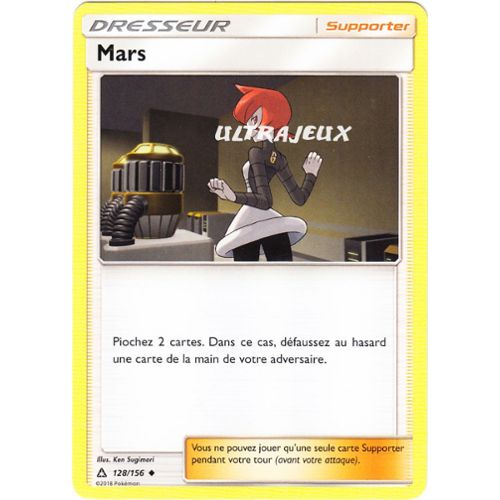 DRESSEUR Supporter
Mars
ULTRAJEUX
G
Piochez 2 cartes. Dans ce cas, défaussez au hasard
une carte de la main de votre adversaire.
Illus. Ken Sugimori
128/156
©2018 Pokémon
Vous ne pouvez jouer qu'une seule carte Supporter
pendant votre tour (avant votre attaque).